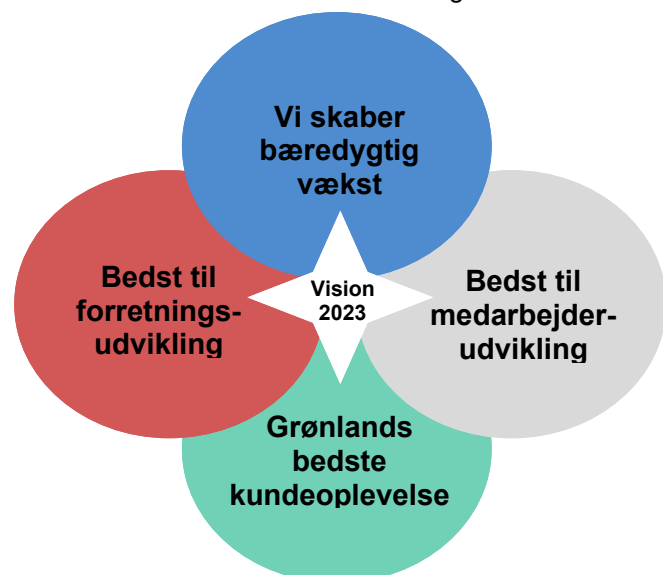 Vi skaber
bæredygtig
vækst
Bedst til
forretnings-
udvikling
Vision
2023
Bedst til
medarbejder-
udvikling
Grønlands
bedste
kundeoplevelse